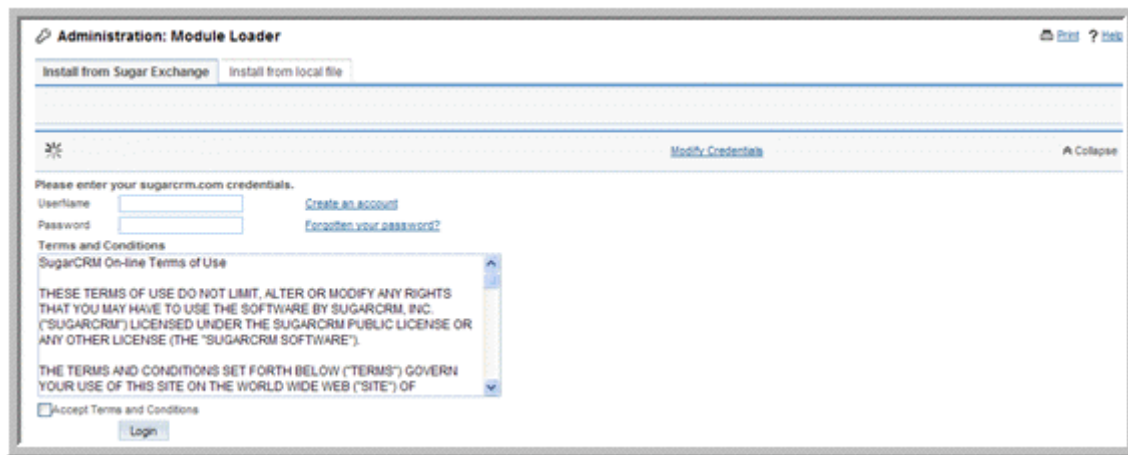 Administration: Module Loader
Print ? Help
Install from Sugar Exchange Install from local file
Modify Credentials Collapse
Please enter your sugarcrm.com credentials.
UserName Create an account
Password Forgotten your password?
Terms and Conditions
SugarCRM On-line Terms of Use
THESE TERMS OF USE DO NOT LIMIT, ALTER OR MODIFY ANY RIGHTS
THAT YOU MAY HAVE TO USE THE SOFTWARE BY SUGARCRM, INC.
("SUGARCRM") LICENSED UNDER THE SUGARCRM PUBLIC LICENSE OR
ANY OTHER LICENSE (THE "SUGARCRM SOFTWARE").
THE TERMS AND CONDITIONS SET FORTH BELOW ("TERMS") GOVERN
YOUR USE OF THIS SITE ON THE WORLD WIDE WEB ("SITE") OF
Accept Terms and Conditions
Login